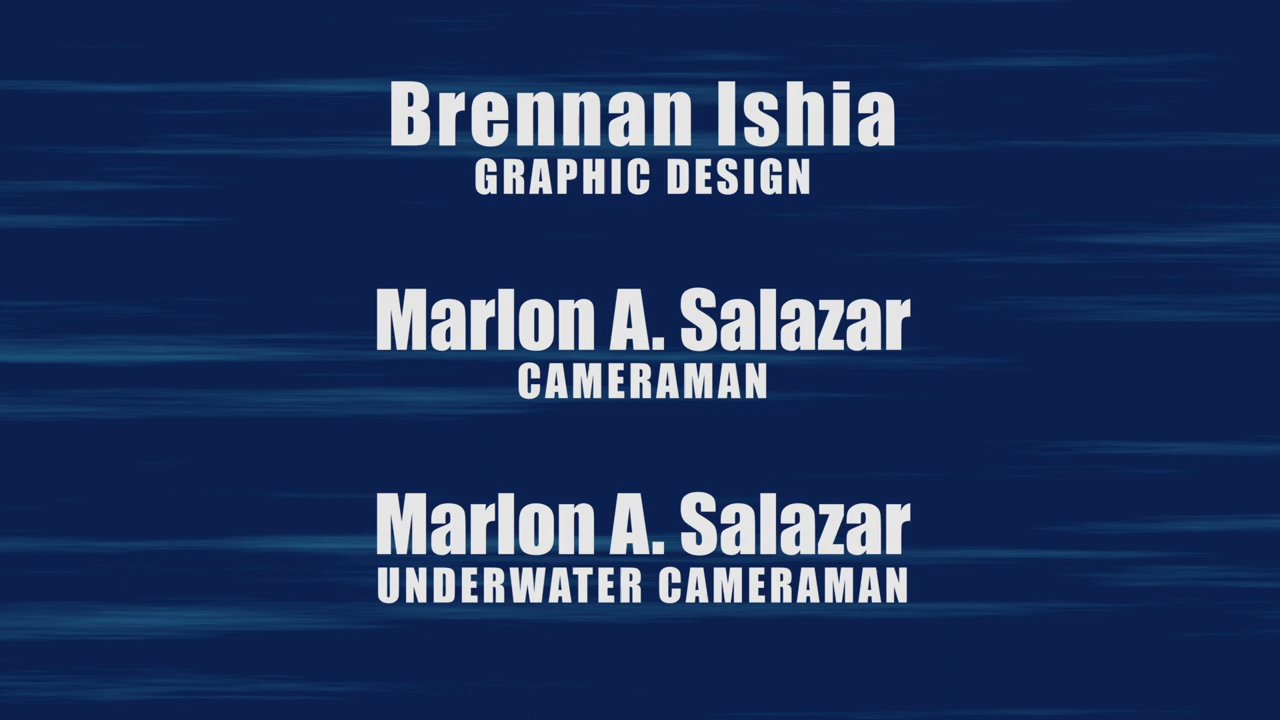 Brennan Ishia
GRAPHIC DESIGN
Marlon A. Salazar
CAMERAMAN
Marlon A. Salazar
UNDERWATER CAMERAMAN